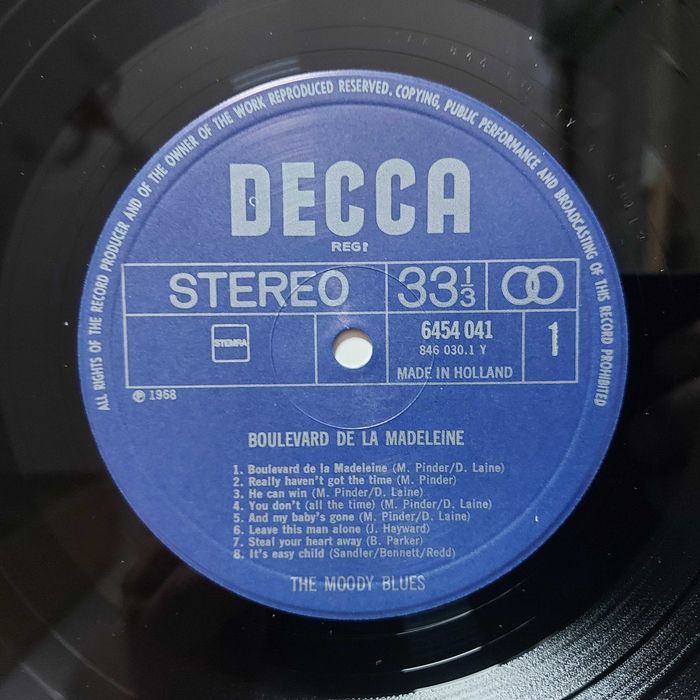 ALL RIGHTS OF THE RECORD PRODUCER AND OF THE OWNER OF THE WORK REPRODUCED RESERVED. COPYING, PUBLIC PERFORMANCE AND BROADCASTING OF THIS RECORD PROHIBITED
DECCA
REGD
STEREO 33 1/3
STEMRA 6454 041 1
846 030.1 Y
MADE IN HOLLAND
℗ 1968
BOULEVARD DE LA MADELEINE
1. Boulevard de la Madeleine (M. Pinder/D. Laine)
2. Really haven't got the time (M. Pinder)
3. He can win (M. Pinder/D. Laine)
4. You don't (all the time) (M. Pinder/D. Laine)
5. And my baby's gone (M. Pinder/D. Laine)
6. Leave this man alone (J. Hayward)
7. Steal your heart away (B. Parker)
8. It's easy child (Sandler/Bennett/Redd)
THE MOODY BLUES